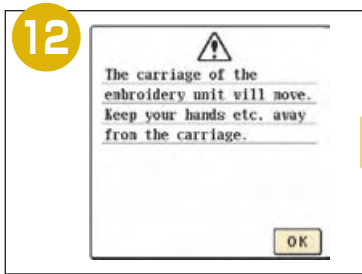 12
The carriage of the
embroidery unit will move.
Keep your hands etc. away
from the carriage.
OK